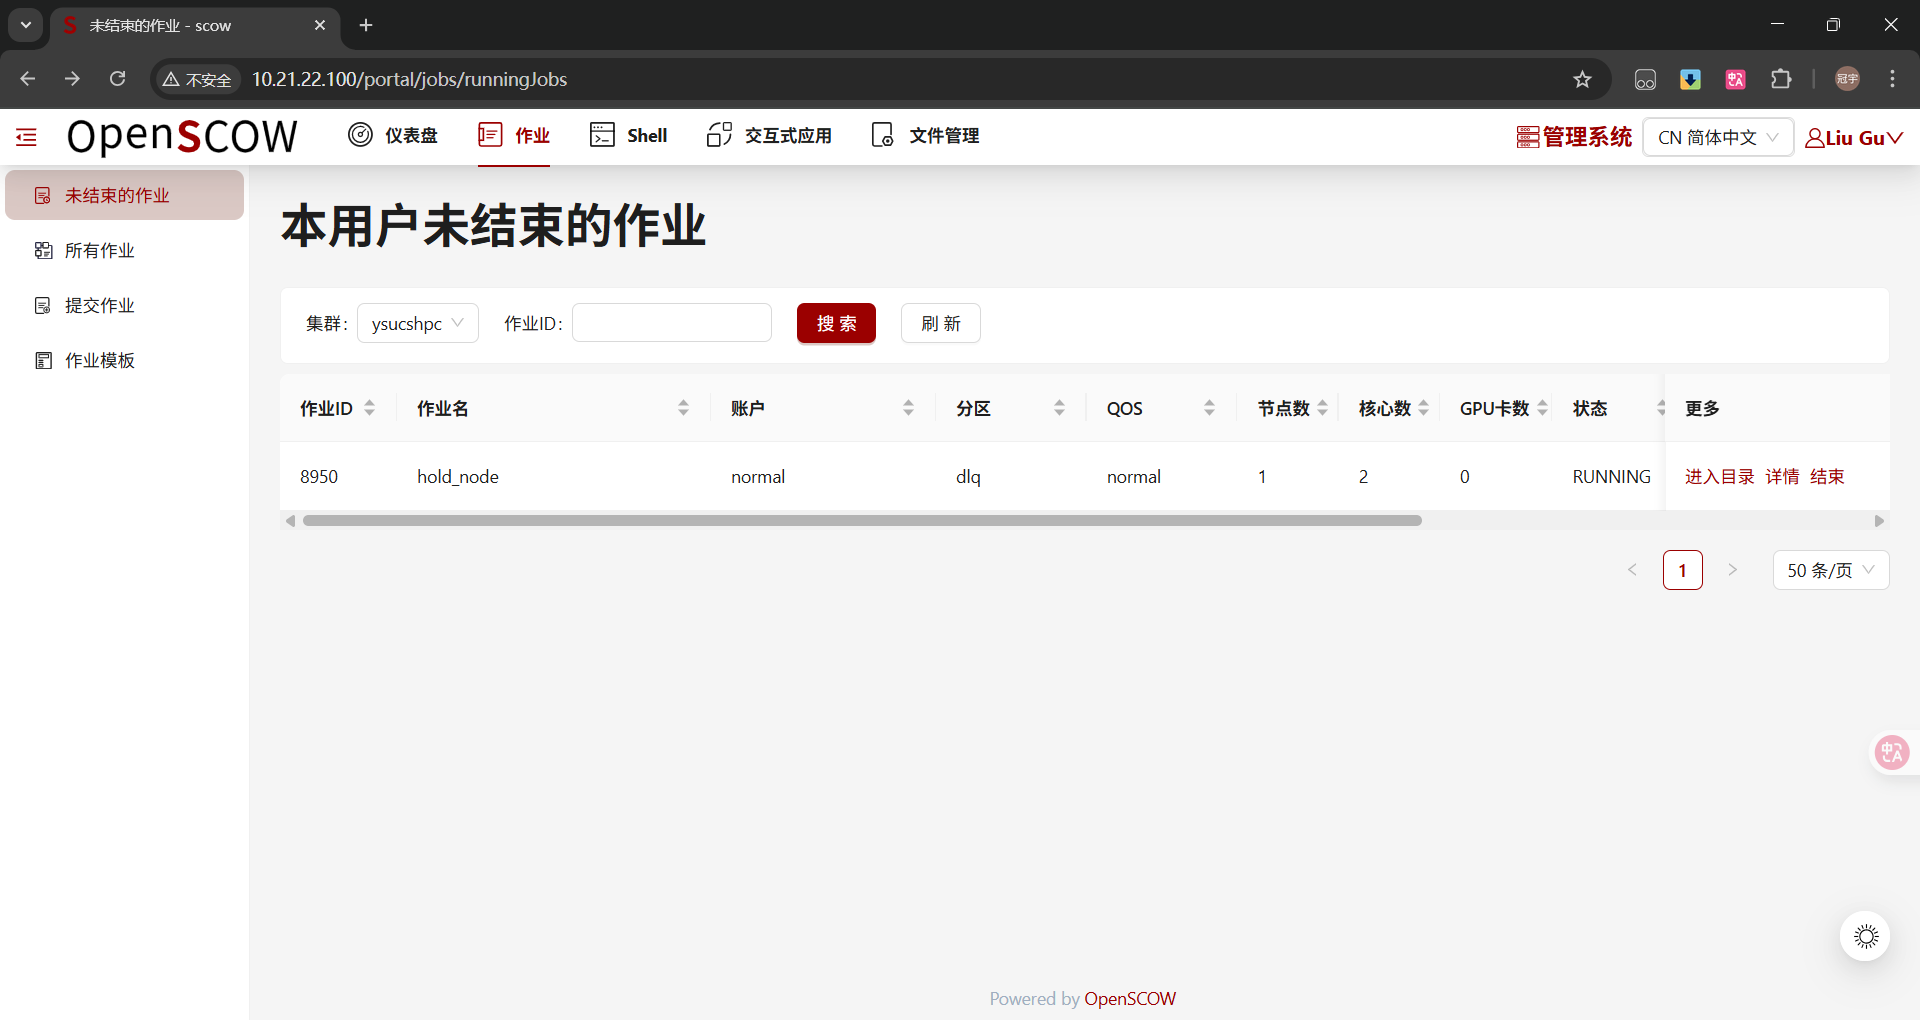 未结束的作业 - scow
不安全 10.21.22.100/portal/jobs/runningJobs 冠宇
OpenSCOW 仪表盘 作业 Shell 交互式应用 文件管理 管理系统 CN 简体中文 Liu Gu
未结束的作业
所有作业
提交作业
作业模板
本用户未结束的作业
集群: ysucshpc 作业ID: 搜 索 刷 新
作业ID 作业名 账户 分区 QOS 节点数 核心数 GPU卡数 状态 更多
8950 hold_node normal dlq normal 1 2 0 RUNNING 进入目录 详情 结束
1 50 条/页
Powered by OpenSCOW